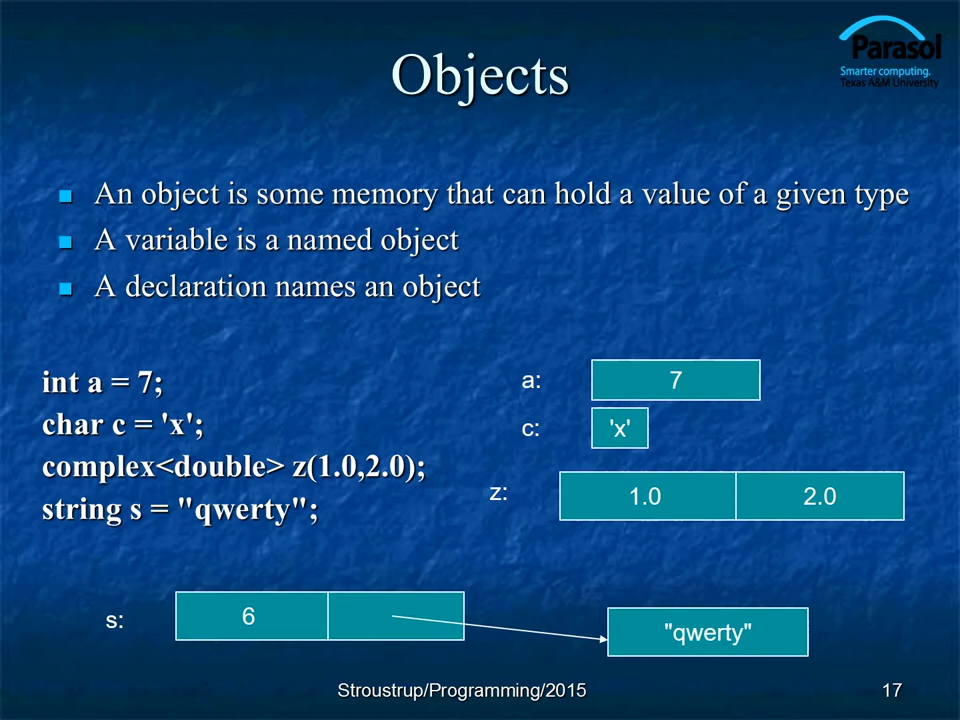 Parasol
Smarter computing.
Texas A&M University
Objects
An object is some memory that can hold a value of a given type
A variable is a named object
A declaration names an object
int a = 7;
char c = 'x';
complex<double> z(1.0,2.0);
string s = "qwerty";
a: 7
c: 'x'
z: 1.0 2.0
s: 6 "qwerty"
Stroustrup/Programming/2015 17